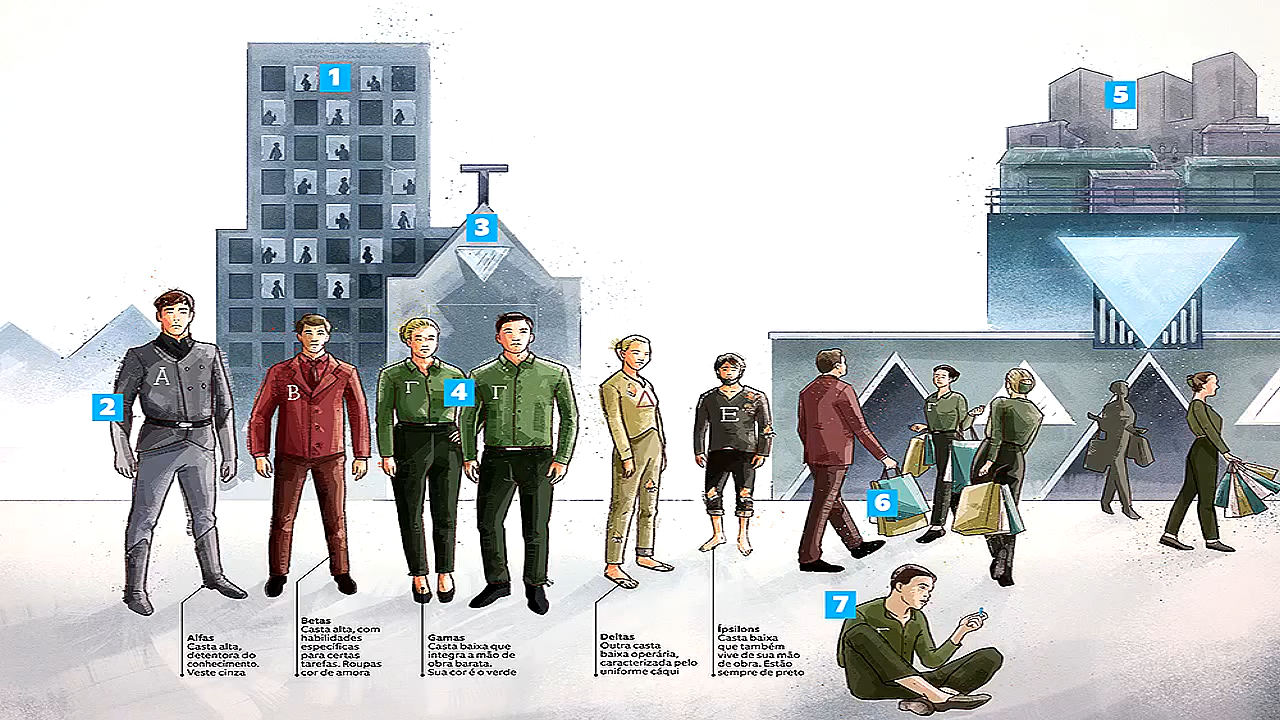 1
5
3
2
4
A
B
Γ
Γ
Δ
E
Γ
6
7
Alfas
Casta alta,
detentora do
conhecimento.
Veste cinza
Betas
Casta alta, com
habilidades
específicas
para certas
tarefas. Roupas
cor de amora
Gamas
Casta baixa que
integra a mão de
obra barata.
Sua cor é o verde
Deltas
Outra casta
baixa operária,
caracterizada pelo
uniforme cáqui
Ípsilons
Casta baixa
que também
vive de sua mão
de obra. Estão
sempre de preto